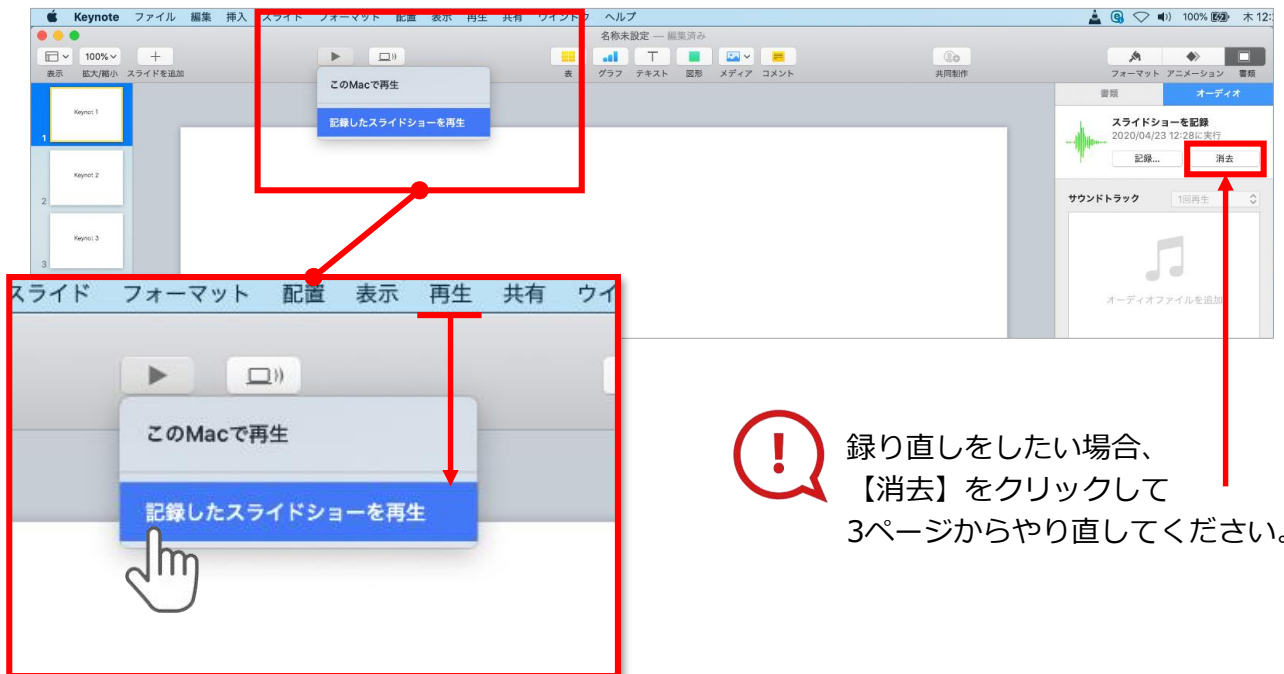 Keynote ファイル 編集 挿入 スライド フォーマット 配置 表示 再生 共有 ウインドウ ヘルプ 100% 木 12:
名称未設定 — 編集済み
100%
表示 拡大/縮小 スライドを追加 表 グラフ テキスト 図形 メディア コメント 共同制作 フォーマット アニメーション 書類
このMacで再生
記録したスライドショーを再生
書類 オーディオ
スライドショーを記録
2020/04/23 12:28に実行
記録... 消去
サウンドトラック 1回再生
オーディオファイルを追加
1
2
Keynot 2
3
スライド フォーマット 配置 表示 再生 共有 ウイ
このMacで再生
記録したスライドショーを再生
録り直しをしたい場合、
【消去】をクリックして
3ページからやり直してください。